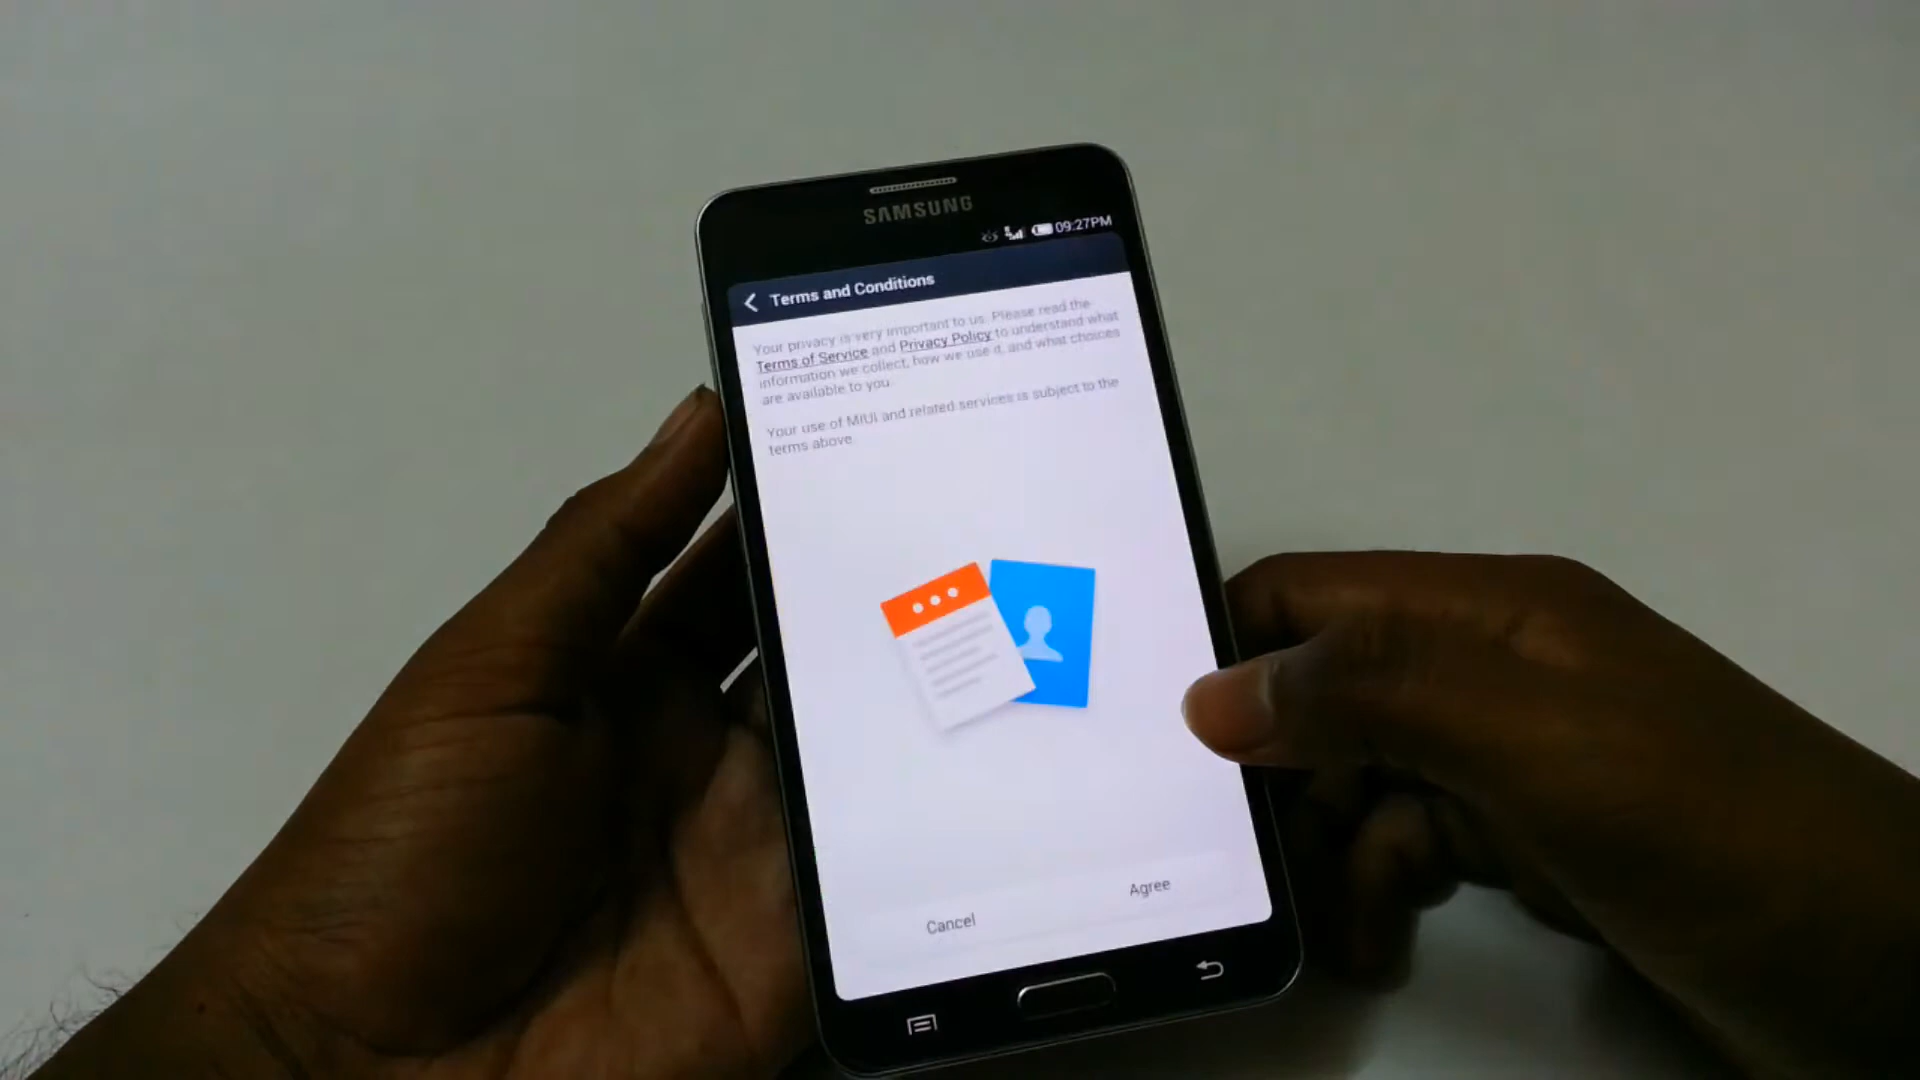 SAMSUNG
09:27PM
Terms and Conditions
Your privacy is very important to us. Please read the
Terms of Service and Privacy Policy to understand what
information we collect, how we use it, and what choices
are available to you.
Your use of MIUI and related services is subject to the
terms above.
Cancel
Agree